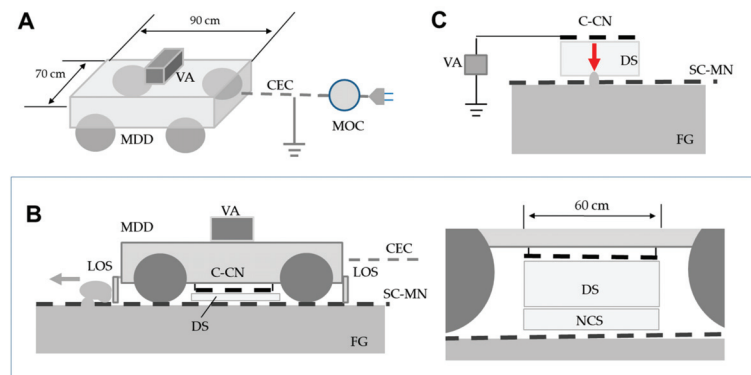 A
90 cm
70 cm
VA
CEC
MOC
MDD
C
C-CN
VA
DS
SC-MN
FG
B
VA
MDD
CEC
LOS
C-CN
LOS
SC-MN
DS
FG
60 cm
DS
NCS